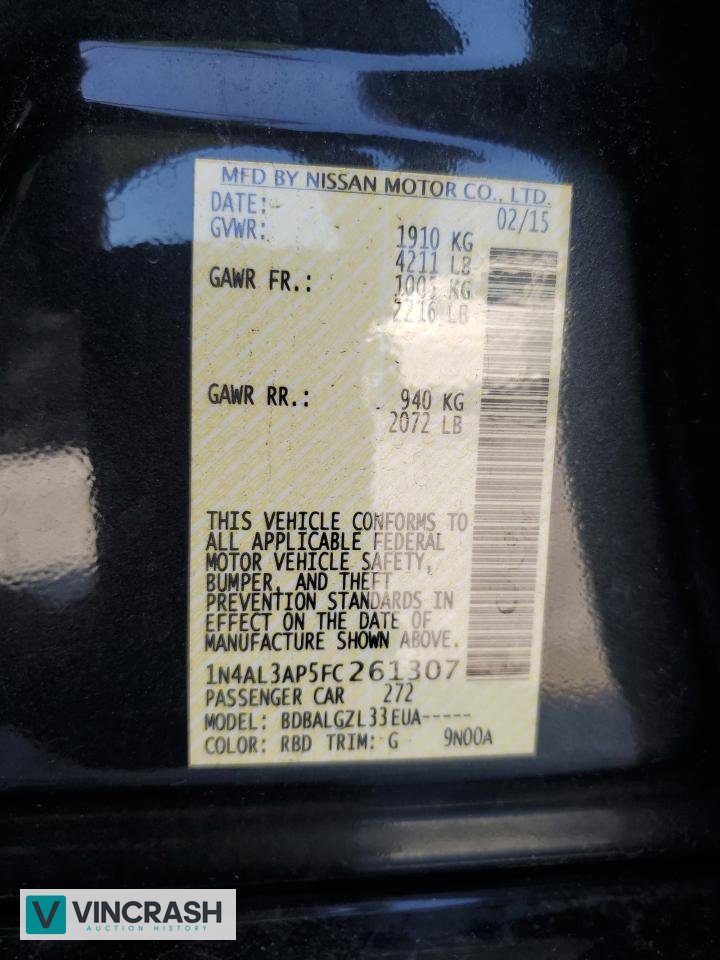 MFD BY NISSAN MOTOR CO., LTD.
DATE: 02/15
GVWR: 1910 KG
4211 LB
GAWR FR.: 1005 KG
2216 LB
GAWR RR.: 940 KG
2072 LB
THIS VEHICLE CONFORMS TO
ALL APPLICABLE FEDERAL
MOTOR VEHICLE SAFETY,
BUMPER, AND THEFT
PREVENTION STANDARDS IN
EFFECT ON THE DATE OF
MANUFACTURE SHOWN ABOVE.
1N4AL3AP5FC261307
PASSENGER CAR 272
MODEL: BDBALGZL33EUA-----
COLOR: RBD TRIM: G 9N00A
V VINCRASH
AUCTION HISTORY